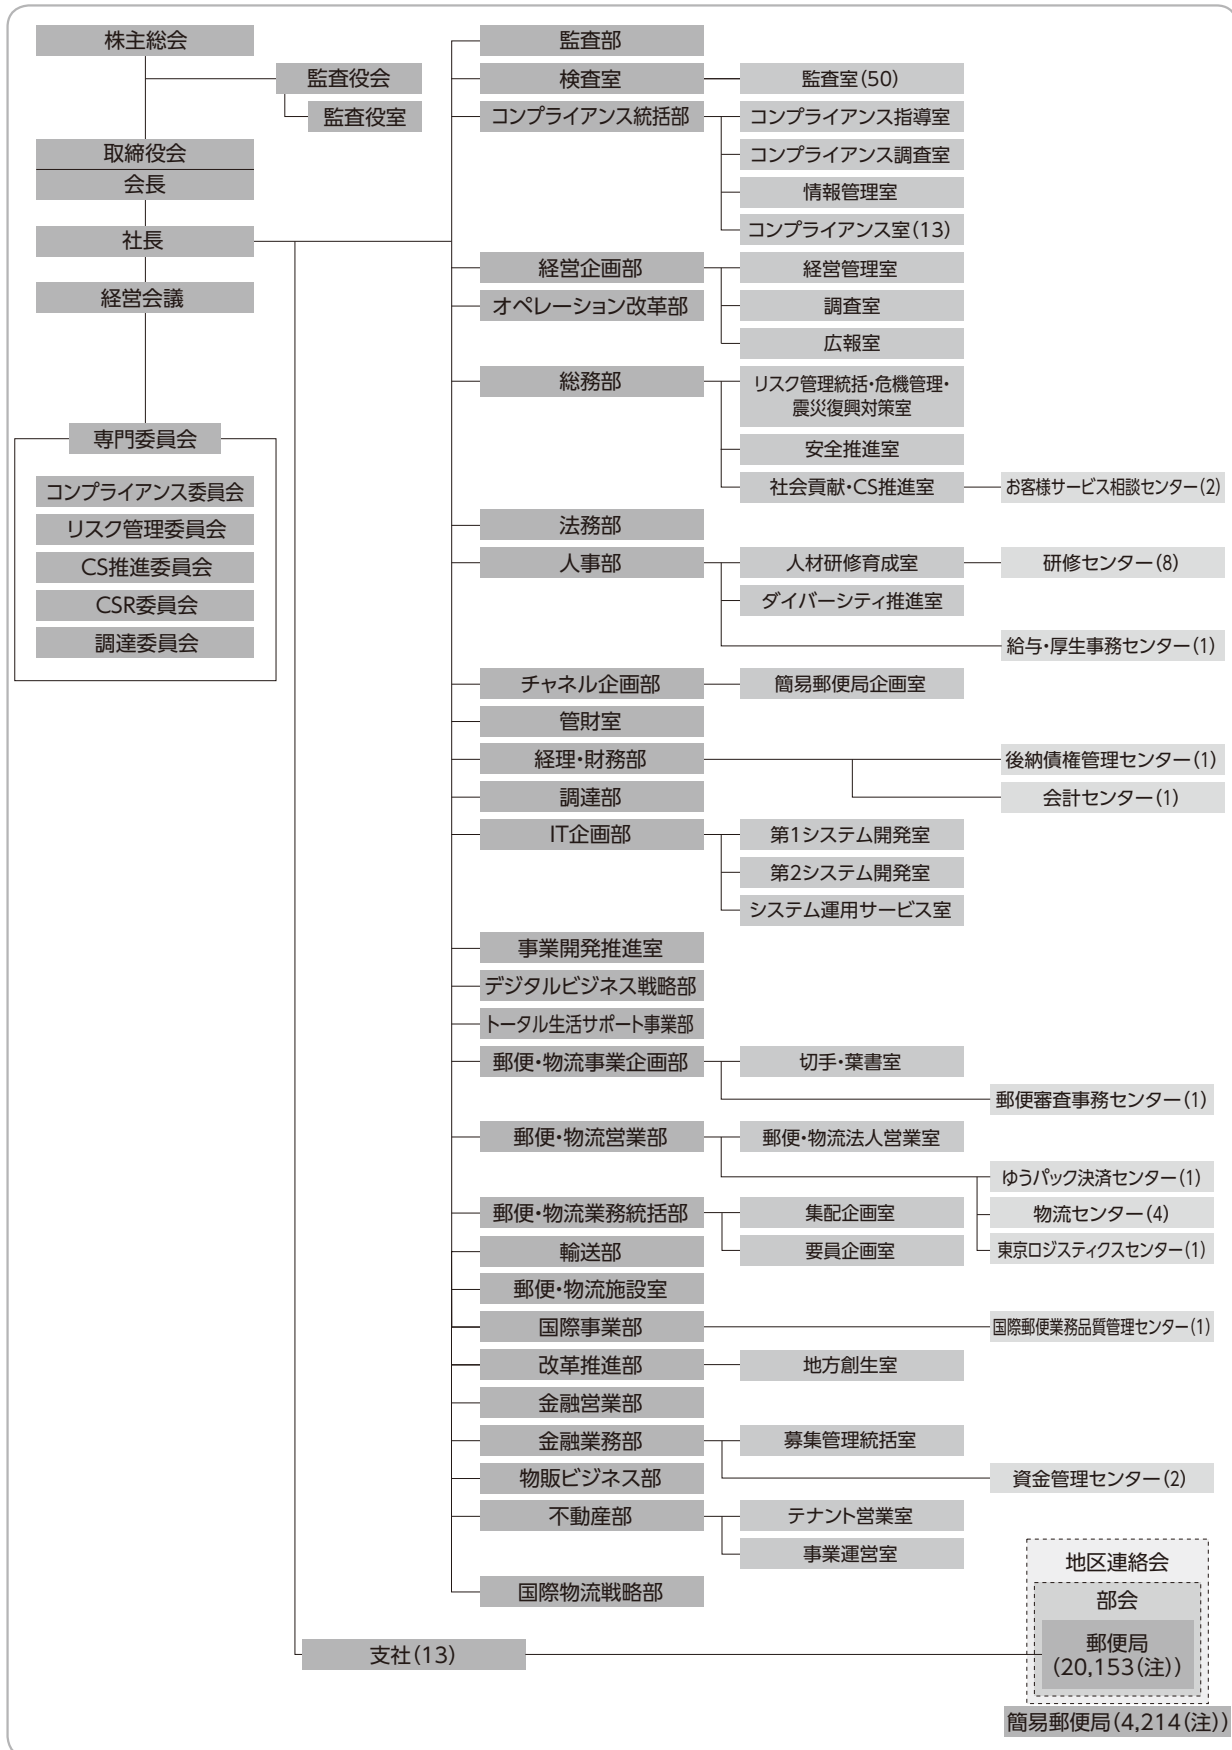 株主総会
監査役会
監査役室
取締役会
会長
社長
経営会議
専門委員会
コンプライアンス委員会
リスク管理委員会
CS推進委員会
CSR委員会
調達委員会
監査部
検査室
監査室(50)
コンプライアンス統括部
コンプライアンス指導室
コンプライアンス調査室
情報管理室
コンプライアンス室(13)
経営企画部
経営管理室
オペレーション改革部
調査室
広報室
総務部
リスク管理統括・危機管理・
震災復興対策室
安全推進室
社会貢献・CS推進室
お客様サービス相談センター(2)
法務部
人事部
人材研修育成室
研修センター(8)
ダイバーシティ推進室
給与・厚生事務センター(1)
チャネル企画部
簡易郵便局企画室
管財室
経理・財務部
後納債権管理センター(1)
調達部
会計センター(1)
IT企画部
第1システム開発室
第2システム開発室
システム運用サービス室
事業開発推進室
デジタルビジネス戦略部
トータル生活サポート事業部
郵便・物流事業企画部
切手・葉書室
郵便審査事務センター(1)
郵便・物流営業部
郵便・物流法人営業室
ゆうパック決済センター(1)
物流センター(4)
東京ロジスティクスセンター(1)
郵便・物流業務統括部
集配企画室
輸送部
要員企画室
郵便・物流施設室
国際事業部
国際郵便業務品質管理センター(1)
改革推進部
地方創生室
金融営業部
金融業務部
募集管理統括室
物販ビジネス部
資金管理センター(2)
不動産部
テナント営業室
事業運営室
国際物流戦略部
支社(13)
地区連絡会
部会
郵便局
(20,153(注))
簡易郵便局(4,214(注))